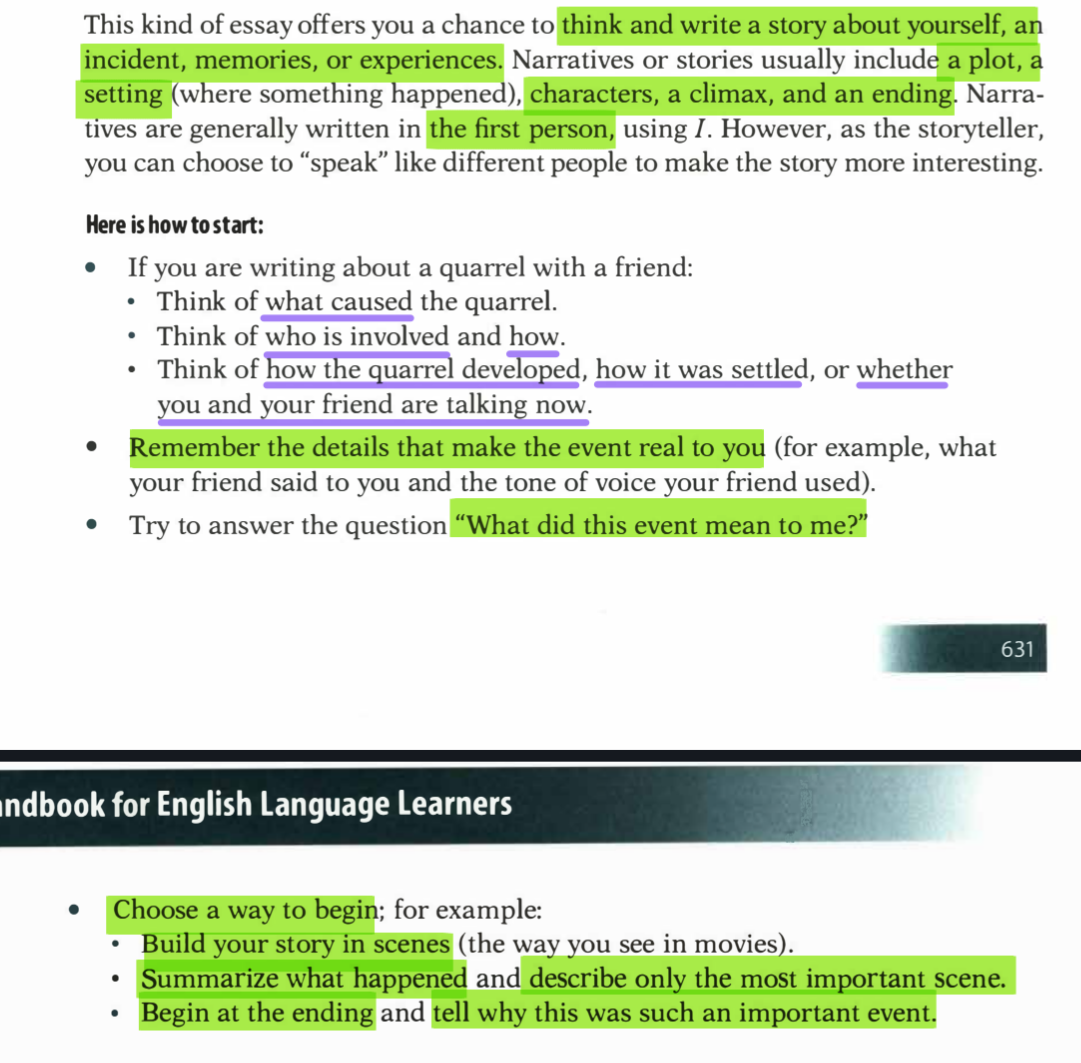 This kind of essay offers you a chance to think and write a story about yourself, an
incident, memories, or experiences. Narratives or stories usually include a plot, a
setting (where something happened), characters, a climax, and an ending. Narra-
tives are generally written in the first person, using I. However, as the storyteller,
you can choose to “speak” like different people to make the story more interesting.
Here is how to start:
• If you are writing about a quarrel with a friend:
• Think of what caused the quarrel.
• Think of who is involved and how.
• Think of how the quarrel developed, how it was settled, or whether
you and your friend are talking now.
• Remember the details that make the event real to you (for example, what
your friend said to you and the tone of voice your friend used).
• Try to answer the question “What did this event mean to me?”
631
ndbook for English Language Learners
• Choose a way to begin; for example:
• Build your story in scenes (the way you see in movies).
• Summarize what happened and describe only the most important scene.
• Begin at the ending and tell why this was such an important event.